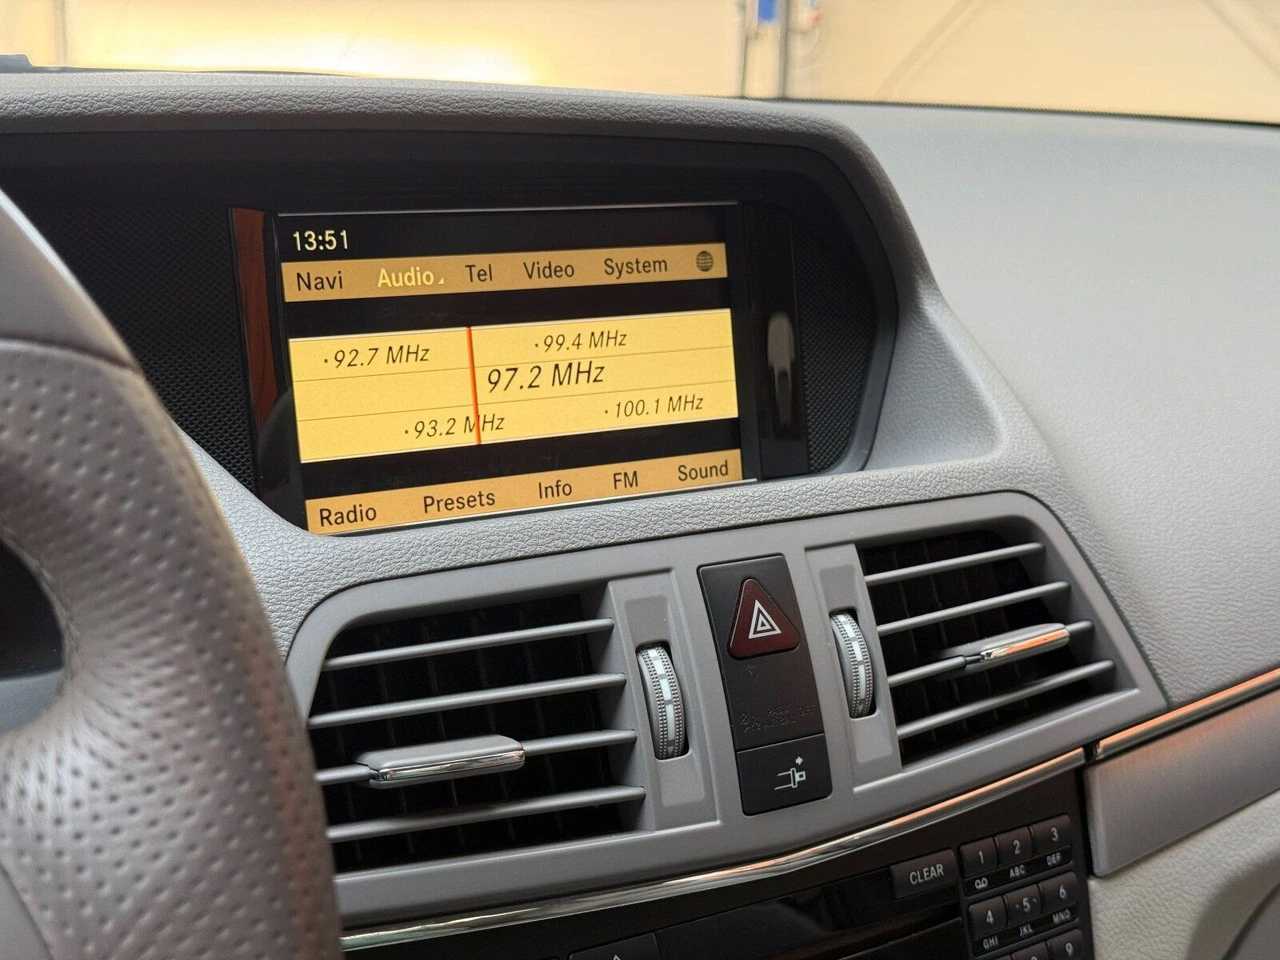 13:51
Navi Audio Tel Video System
92.7 MHz 99.4 MHz
97.2 MHz
93.2 MHz 100.1 MHz
Radio Presets Info FM Sound
CLEAR 1 2 3
ABC DEF
4 5 6
GHI JKL MNO
9